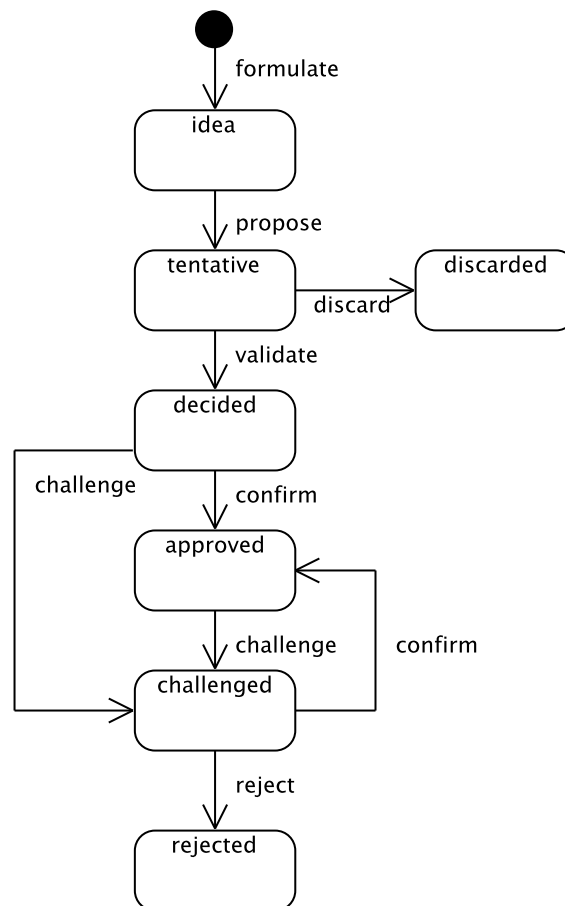 formulate
idea
propose
tentative
discarded
discard
validate
decided
challenge
confirm
approved
challenge
confirm
challenged
reject
rejected